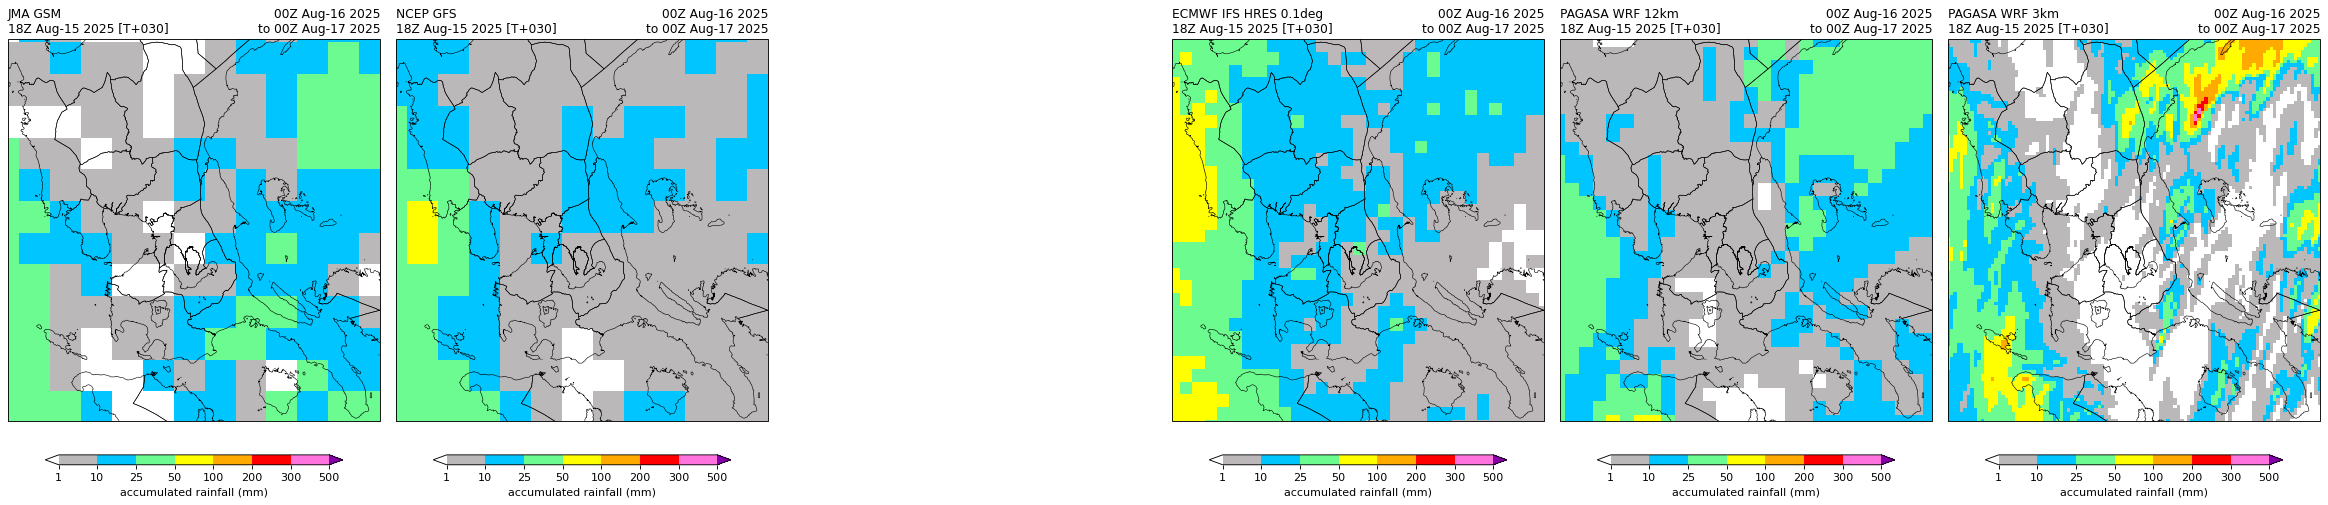 JMA GSM 00Z Aug-16 2025
18Z Aug-15 2025 [T+030] to 00Z Aug-17 2025
1 10 25 50 100 200 300 500
accumulated rainfall (mm)
NCEP GFS 00Z Aug-16 2025
18Z Aug-15 2025 [T+030] to 00Z Aug-17 2025
1 10 25 50 100 200 300 500
accumulated rainfall (mm)
ECMWF IFS HRES 0.1deg 00Z Aug-16 2025
18Z Aug-15 2025 [T+030] to 00Z Aug-17 2025
1 10 25 50 100 200 300 500
accumulated rainfall (mm)
PAGASA WRF 12km 00Z Aug-16 2025
18Z Aug-15 2025 [T+030] to 00Z Aug-17 2025
1 10 25 50 100 200 300 500
accumulated rainfall (mm)
PAGASA WRF 3km 00Z Aug-16 2025
18Z Aug-15 2025 [T+030] to 00Z Aug-17 2025
1 10 25 50 100 200 300 500
accumulated rainfall (mm)